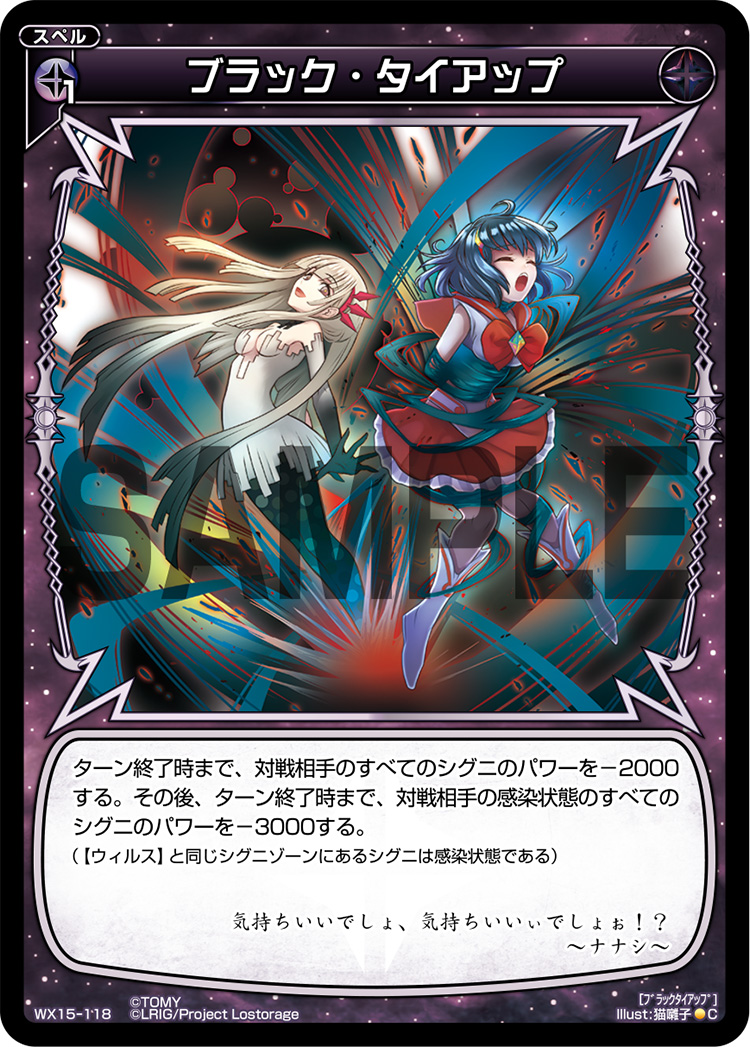 スペル
1
ブラック・タイアップ
SAMPLE
ターン終了時まで、対戦相手のすべてのシグニのパワーを－2000
する。その後、ターン終了時まで、対戦相手の感染状態のすべての
シグニのパワーを－3000する。
（【ウィルス】と同じシグニゾーンにあるシグニは感染状態である）
気持ちいいでしょ、気持ちいいぃでしょぉ！？
～ナナシ～
WX15-118
©TOMY
©LRIG/Project Lostorage
[ﾌﾞﾗｯｸﾀｲｱｯﾌﾟ]
Illust:猫囃子 C